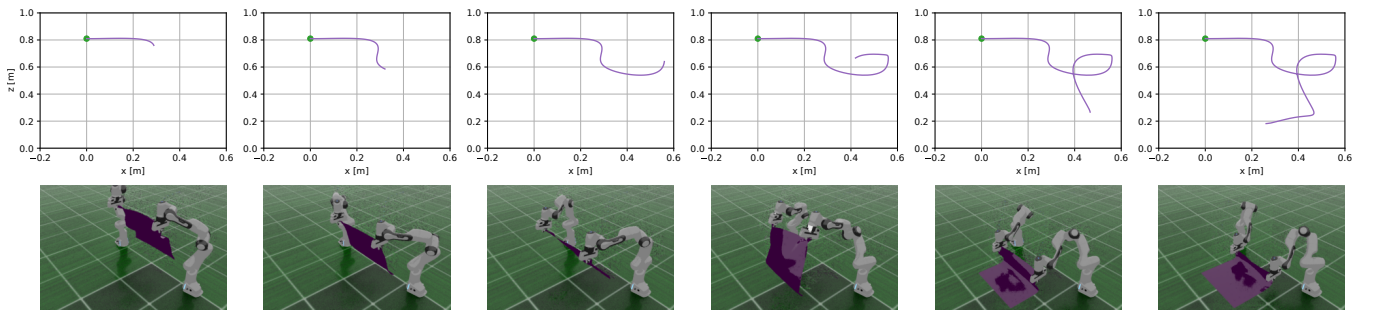 1.0 1.0 1.0 1.0 1.0 1.0
0.8 0.8 0.8 0.8 0.8 0.8
0.6 0.6 0.6 0.6 0.6 0.6
z [m]
0.4 0.4 0.4 0.4 0.4 0.4
0.2 0.2 0.2 0.2 0.2 0.2
0.0 0.0 0.0 0.0 0.0 0.0
−0.2 0.0 0.2 0.4 0.6 −0.2 0.0 0.2 0.4 0.6 −0.2 0.0 0.2 0.4 0.6 −0.2 0.0 0.2 0.4 0.6 −0.2 0.0 0.2 0.4 0.6 −0.2 0.0 0.2 0.4 0.6
x [m] x [m] x [m] x [m] x [m] x [m]